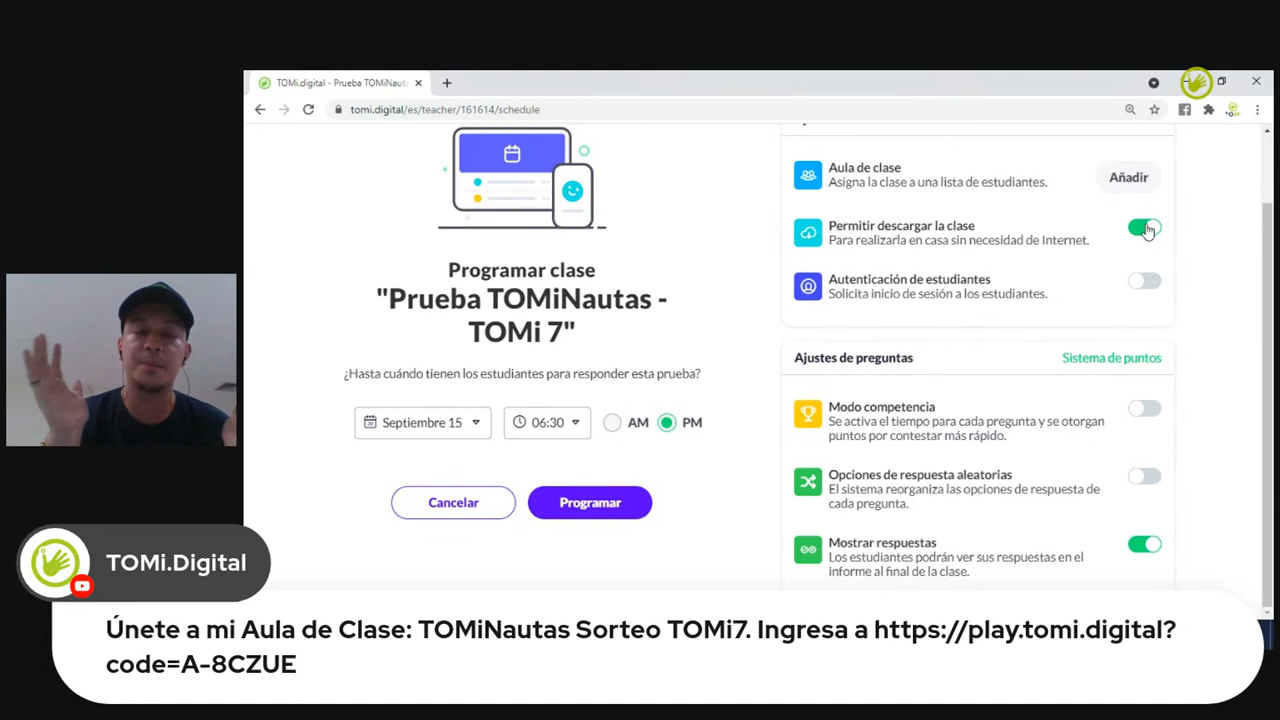 TOMi.digital - Prueba TOMiNauta
tomi.digital/es/teacher/161614/schedule
Programar clase
"Prueba TOMiNautas -
TOMi 7"
¿Hasta cuándo tienen los estudiantes para responder esta prueba?
Septiembre 15
06:30
AM
PM
Cancelar
Programar
Aula de clase
Asigna la clase a una lista de estudiantes.
Añadir
Permitir descargar la clase
Para realizarla en casa sin necesidad de Internet.
Autenticación de estudiantes
Solicita inicio de sesión a los estudiantes.
Ajustes de preguntas
Sistema de puntos
Modo competencia
Se activa el tiempo para cada pregunta y se otorgan
puntos por contestar más rápido.
Opciones de respuesta aleatorias
El sistema reorganiza las opciones de respuesta de
cada pregunta.
Mostrar respuestas
Los estudiantes podrán ver sus respuestas en el
informe al final de la clase.
TOMi.Digital
Únete a mi Aula de Clase: TOMiNautas Sorteo TOMi7. Ingresa a https://play.tomi.digital?
code=A-8CZUE